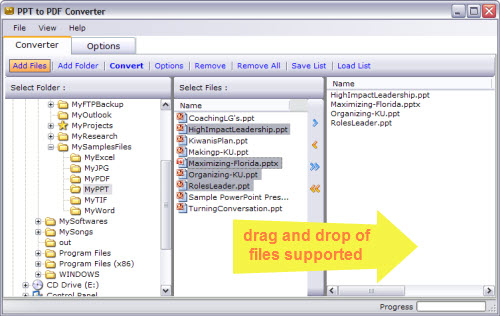 PPT to PDF Converter
File View Help
Converter Options
Add Files Add Folder Convert Options Remove Remove All Save List Load List
Select Folder :
MyFTPBackup
MyOutlook
MyProjects
MyResearch
MySamplesFiles
MyExcel
MyJPG
MyPDF
MyPPT
MyTIF
MyWord
MySoftwares
MySongs
out
Program Files
Program Files (x86)
WINDOWS
CD Drive (E:)
Control Panel
Select Files :
Name
CoachingLG's.ppt
HighImpactLeadership.ppt
KiwanisPlan.ppt
Makingp-KU.ppt
Maximizing-Florida.pptx
Organizing-KU.ppt
RolesLeader.ppt
Sample PowerPoint Pres...
TurningConversation.ppt
Name
HighImpactLeadership.ppt
Maximizing-Florida.pptx
Organizing-KU.ppt
RolesLeader.ppt
drag and drop of
files supported
Progress